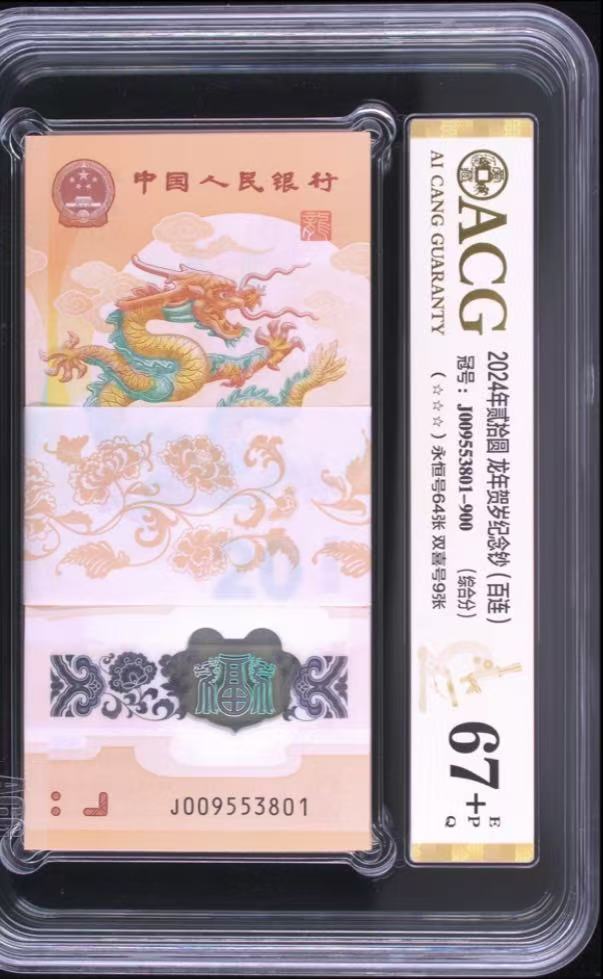 中国人民银行
龍
20
J009553801
ACG
AI CANG GUARANTY
2024年贰拾圆 龙年贺岁纪念钞（百连）
冠号：J009553801-900 （综合分）
（☆☆☆）永恒号64张 双喜号9张
67+
E
P
Q